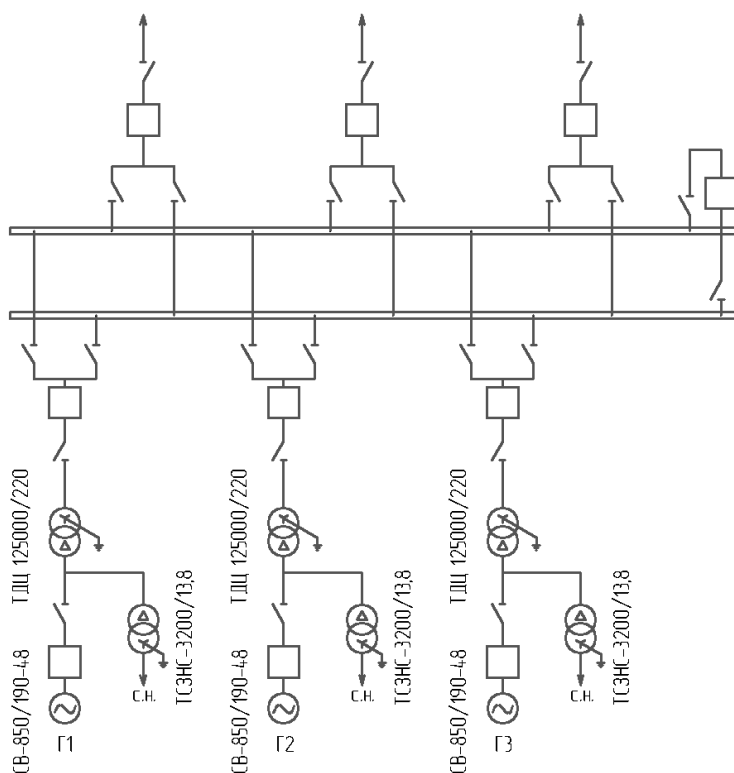 ТДЦ 125000/220
ТДЦ 125000/220
ТДЦ 125000/220
СВ-850/190-48
С.Н.
ТСЗНС-3200/13,8
СВ-850/190-48
С.Н.
ТСЗНС-3200/13,8
СВ-850/190-48
С.Н.
ТСЗНС-3200/13,8
Г1
Г2
Г3